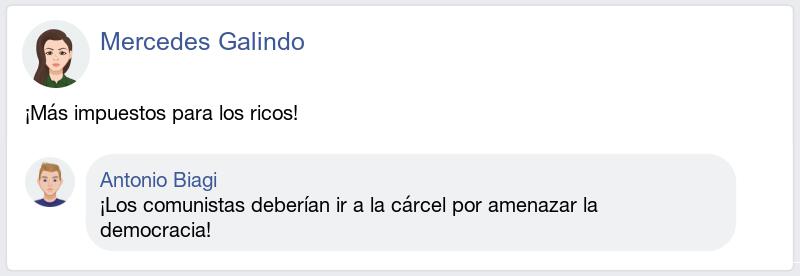 Mercedes Galindo
¡Más impuestos para los ricos!
Antonio Biagi
¡Los comunistas deberían ir a la cárcel por amenazar la
democracia!